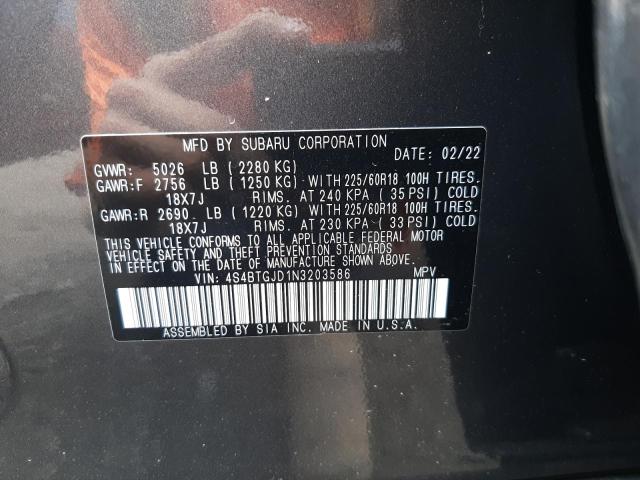 MFD BY SUBARU CORPORATION
DATE: 02/22
GVWR: 5026 LB ( 2280 KG)
GAWR:F 2756 LB ( 1250 KG) WITH 225/60R18 100H TIRES.
18X7J RIMS. AT 240 KPA ( 35 PSI) COLD
GAWR:R 2690 LB ( 1220 KG) WITH 225/60R18 100H TIRES.
18X7J RIMS. AT 230 KPA ( 33 PSI) COLD
THIS VEHICLE CONFORMS TO ALL APPLICABLE FEDERAL MOTOR
VEHICLE SAFETY AND THEFT PREVENTION STANDARDS
IN EFFECT ON THE DATE OF MANUFACTURE SHOWN ABOVE.
VIN: 4S4BTGJD1N3203586 MPV
ASSEMBLED BY SIA INC. MADE IN U.S.A.